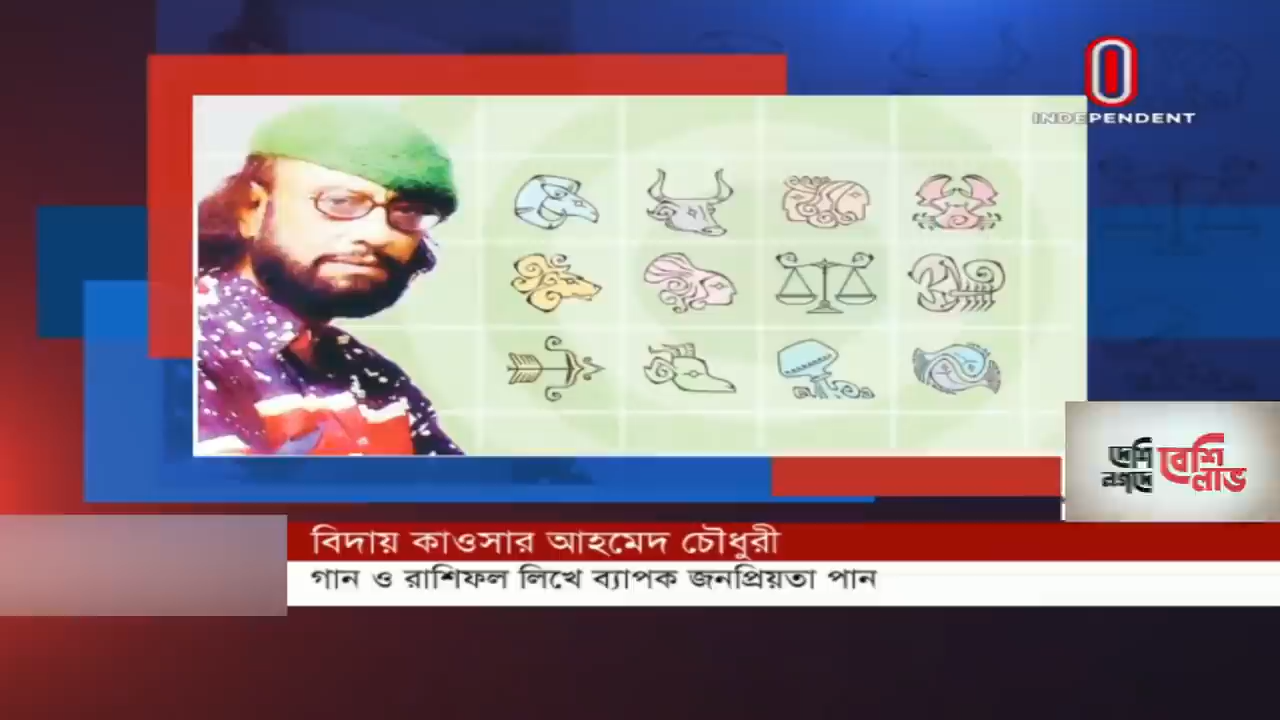 INDEPENDENT
দেশি বেশি
নগদে লাভ
বিদায় কাওসার আহমেদ চৌধুরী
গান ও রাশিফল লিখে ব্যাপক জনপ্রিয়তা পান